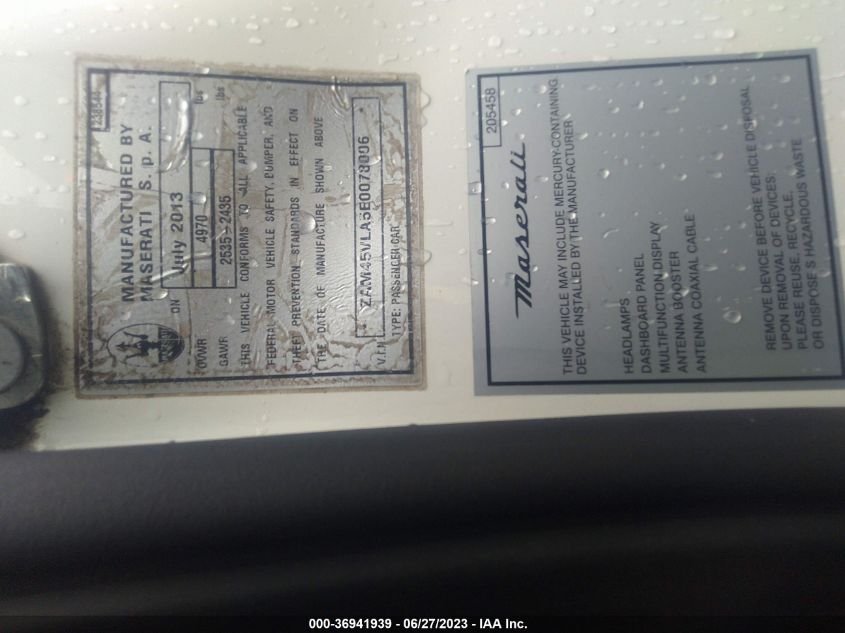 MANUFACTURED BY
MASERATI S. p. A.
ON July 2013
GVWR 4970 lbs
GAWR 2535-2435 lbs
THIS VEHICLE CONFORMS TO ALL APPLICABLE
FEDERAL MOTOR VEHICLE SAFETY, BUMPER, AND
THEFT PREVENTION STANDARDS IN EFFECT ON
THE DATE OF MANUFACTURE SHOWN ABOVE
V.I.N.
TYPE: PASSENGER CAR
205458
Maserati
THIS VEHICLE MAY INCLUDE MERCURY-CONTAINING
DEVICE INSTALLED BY THE MANUFACTURER
HEADLAMPS
DASHBOARD PANEL
MULTIFUNCTION DISPLAY
ANTENNA BOOSTER
ANTENNA COAXIAL CABLE
REMOVE DEVICE BEFORE VEHICLE DISPOSAL
UPON REMOVAL OF DEVICES:
PLEASE REUSE, RECYCLE,
OR DISPOSE S HAZARDOUS WASTE
000-36941939 - 06/27/2023 - IAA Inc.